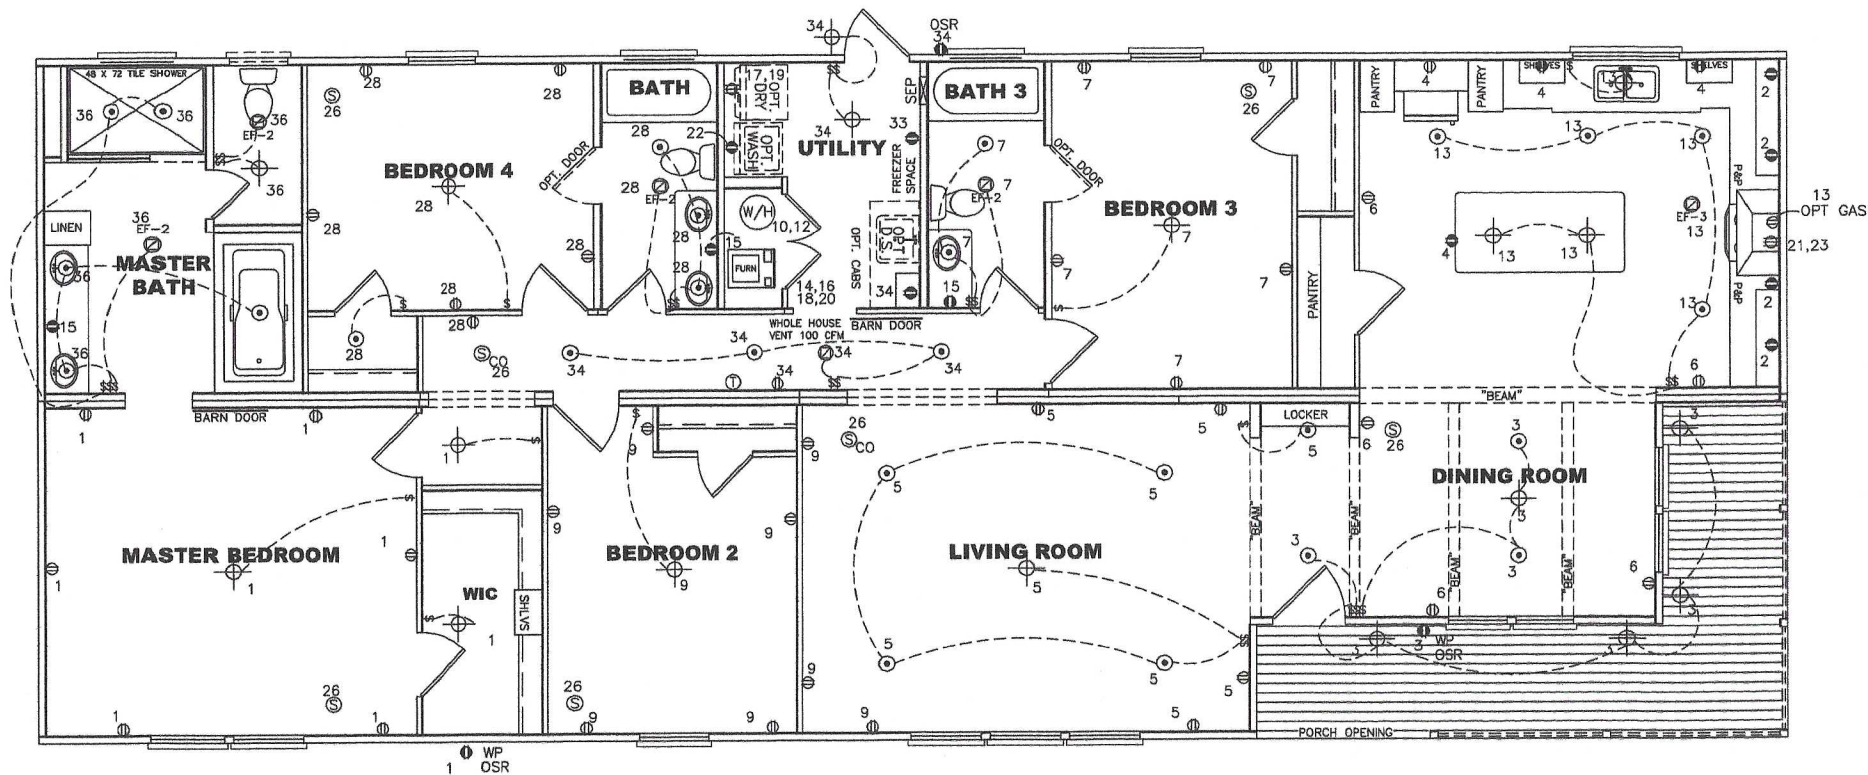 34
OSR
34
48 X 72 TILE SHOWER
36
36
36
EF-2
36
28
S
26
28
BEDROOM 4
28
28
28
28
OPT. DOOR
BATH
28
28
EF-2
28
28
15
17,19
OPT.
DRY
22
OPT.
WASH
34
UTILITY
W/H
10,12
FURN
14,16
18,20
SEP
33
FREEZER
SPACE
OPT. CABS
OPT
D.S.
34
BATH 3
7
7
EF-2
7
15
7
7
S
26
OPT. DOOR
BEDROOM 3
7
7
7
7
PANTRY
PANTRY
4
PANTRY
SHELVES
4
13
SHELVES
4
2
2
13
13
13
6
4
13
13
EF-3
13
P&P
P&P
13
OPT GAS
21,23
2
13
2
6
LINEN
36
36
EF-2
MASTER
BATH
15
36
28
S
CO
26
34
WHOLE HOUSE
VENT 100 CFM
BARN DOOR
34
34
34
T
34
34
"BEAM"
BARN DOOR
1
1
1
MASTER BEDROOM
1
1
1
1
1
26
S
WIC
SHLVS
1
WP
OSR
1
9
9
BEDROOM 2
9
26
S
9
9
9
26
S
CO
9
9
9
9
5
5
5
5
LIVING ROOM
5
5
5
5
5
LOCKER
5
"BEAM"
"BEAM"
"BEAM"
"BEAM"
6
S
26
3
DINING ROOM
3
3
3
6
6
3
3
3
3
3
WP
OSR
PORCH OPENING